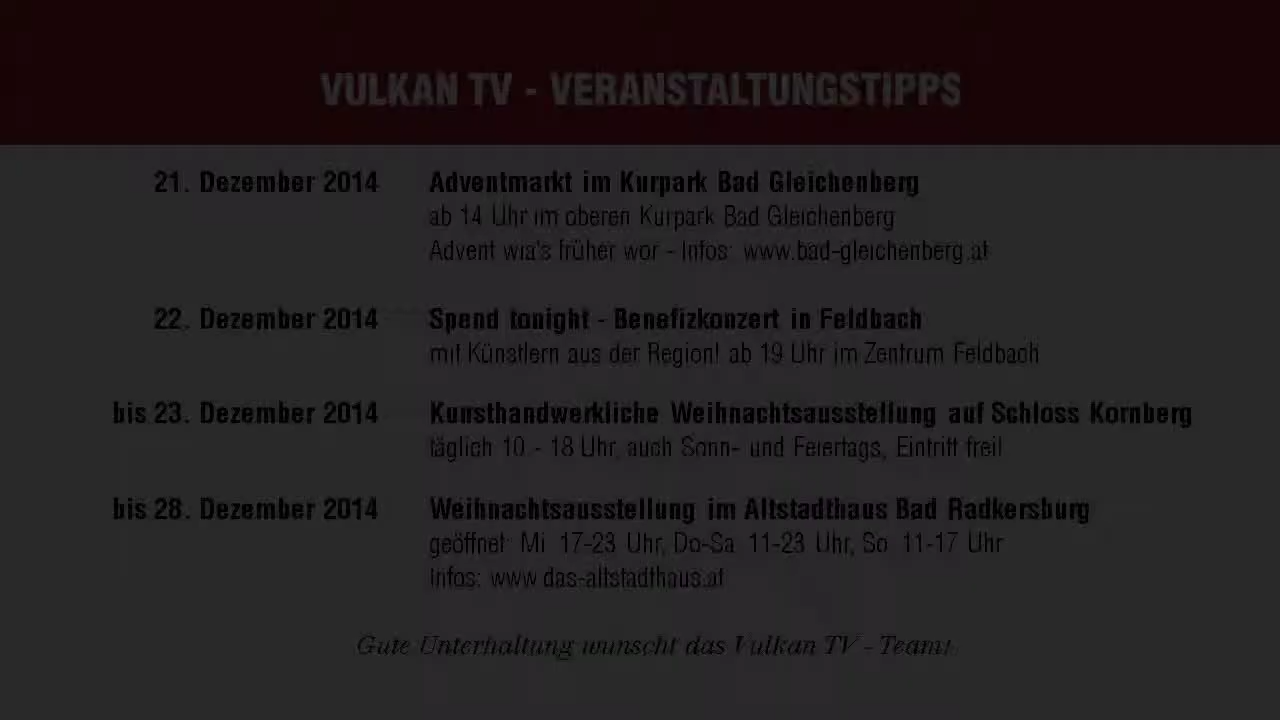 VULKAN TV - VERANSTALTUNGSTIPPS
21. Dezember 2014 Adventmarkt im Kurpark Bad Gleichenberg
ab 14 Uhr im oberen Kurpark Bad Gleichenberg
Advent wia's früher wor - Infos: www.bad-gleichenberg.at
22. Dezember 2014 Spend tonight - Benefizkonzert in Feldbach
mit Künstlern aus der Region! ab 19 Uhr im Zentrum Feldbach
bis 23. Dezember 2014 Kunsthandwerkliche Weihnachtsausstellung auf Schloss Kornberg
täglich 10 - 18 Uhr, auch Sonn- und Feiertags, Eintritt frei!
bis 28. Dezember 2014 Weihnachtsausstellung im Altstadthaus Bad Radkersburg
geöffnet: Mi. 17-23 Uhr, Do-Sa. 11-23 Uhr, So. 11-17 Uhr
Infos: www.das-altstadthaus.at
Gute Unterhaltung wünscht das Vulkan TV - Team!